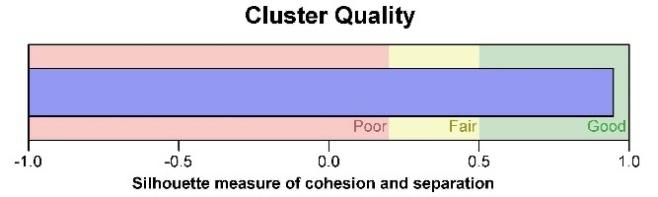 Cluster Quality
Poor Fair Good
-1.0 -0.5 0.0 0.5 1.0
Silhouette measure of cohesion and separation